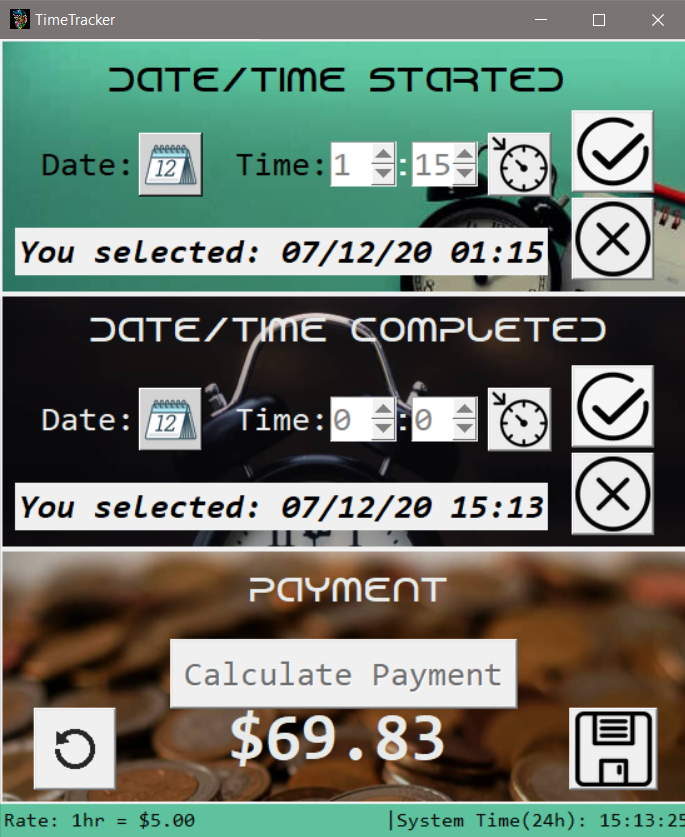 TimeTracker
DATE/TIME STARTED
Date: 12 Time: 1 : 15
You selected: 07/12/20 01:15
DATE/TIME COMPLETED
Date: 12 Time: 0 : 0
You selected: 07/12/20 15:13
PAYMENT
Calculate Payment
$69.83
Rate: 1hr = $5.00 |System Time(24h): 15:13:25